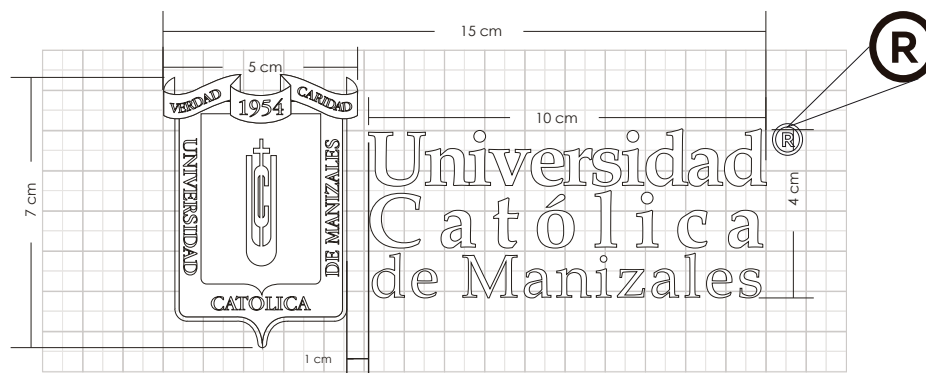 15 cm
R
5 cm
VERDAD
1954
CARIDAD
10 cm
UNIVERSIDAD
DE MANIZALES
CATOLICA
Universidad
Católica
de Manizales
R
7 cm
4 cm
1 cm